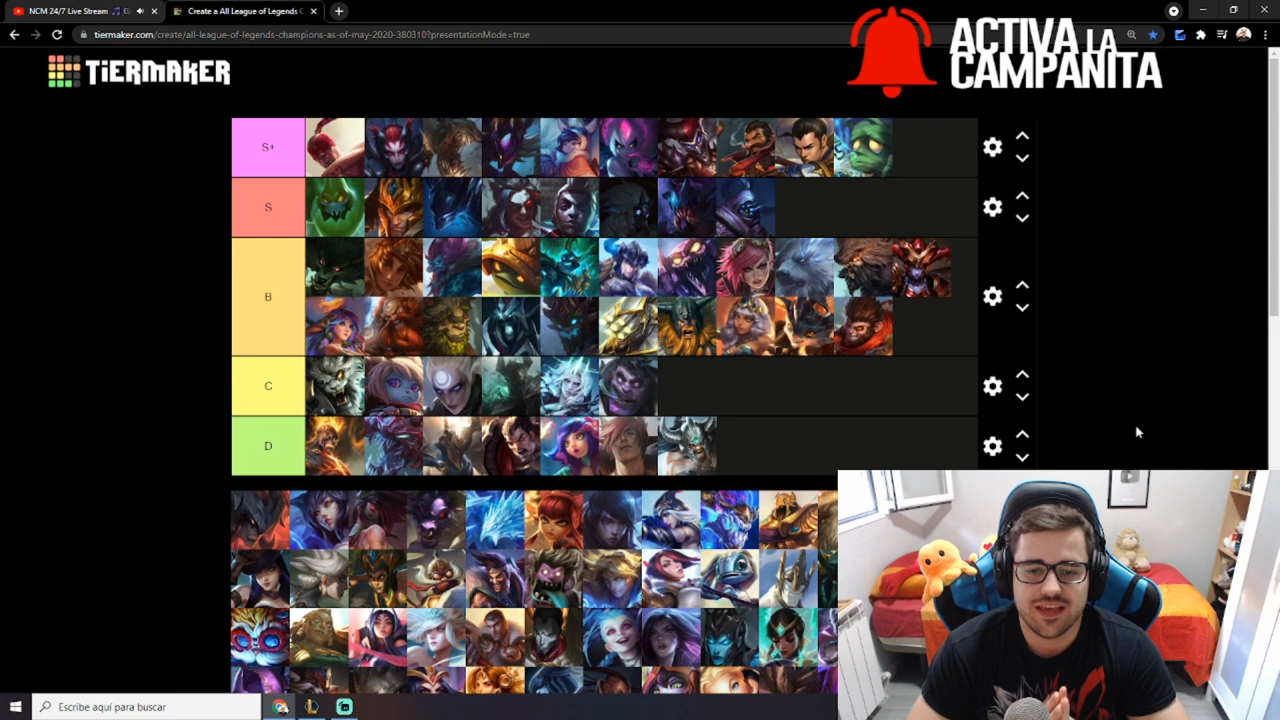 NCM 24/7 Live Stream
Create a All League of Legends C
tiermaker.com/create/all-league-of-legends-champions-as-of-may-2020-380310?presentationMode=true
TIERMAKER
ACTIVA LA
CAMPANITA
S+
S
B
C
D
Escribe aquí para buscar